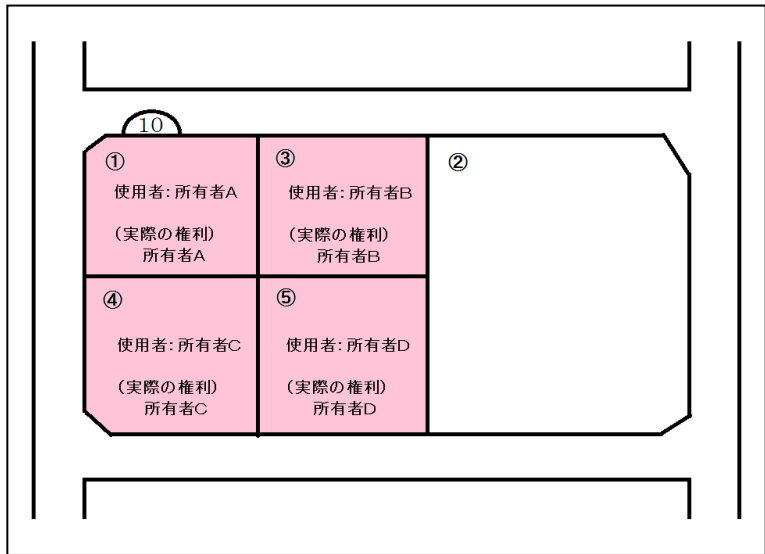 10
①
使用者：所有者A
（実際の権利）
所有者A
③
使用者：所有者B
（実際の権利）
所有者B
②
④
使用者：所有者C
（実際の権利）
所有者C
⑤
使用者：所有者D
（実際の権利）
所有者D